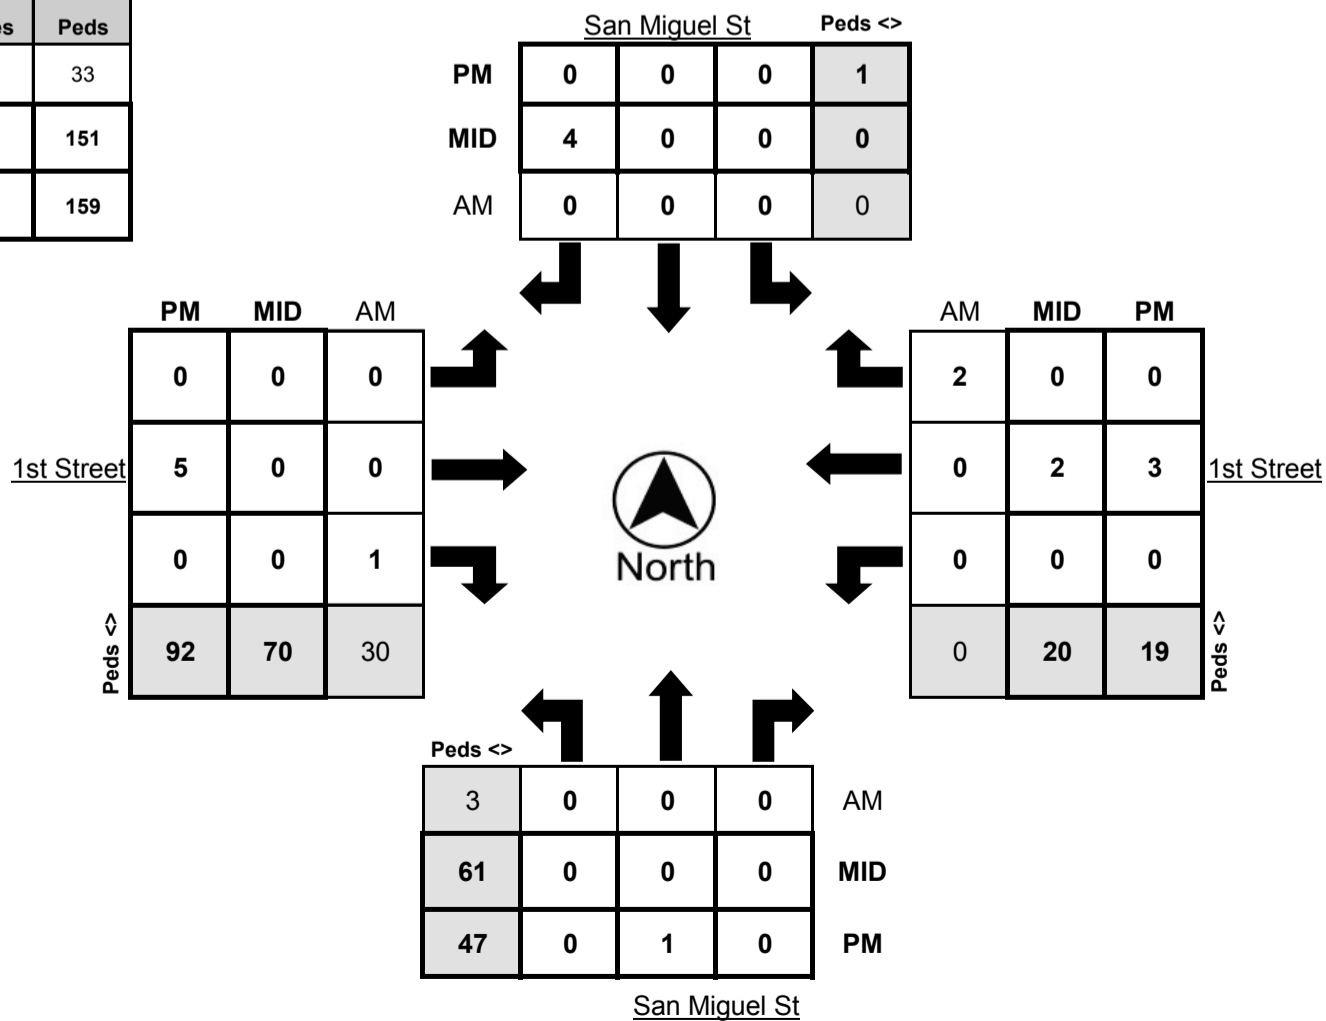 San Miguel St Peds <>
es Peds
33
151
159
PM 0 0 0 1
MID 4 0 0 0
AM 0 0 0 0
PM MID AM
0 0 0
1st Street 5 0 0
0 0 1
Peds <> 92 70 30
AM MID PM
2 0 0
0 2 3 1st Street
0 0 0
0 20 19 Peds <>
North
Peds <>
3 0 0 0 AM
61 0 0 0 MID
47 0 1 0 PM
San Miguel St